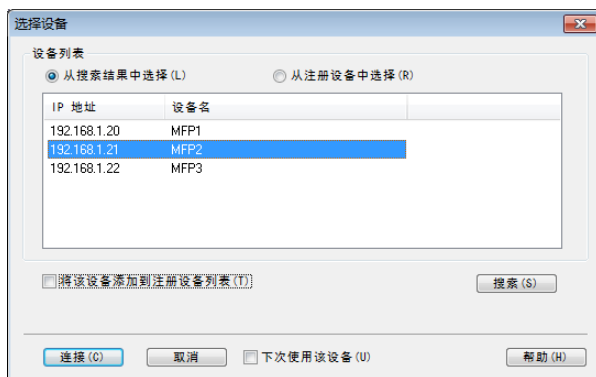 选择设备
设备列表
从搜索结果中选择(L) 从注册设备中选择(R)
IP 地址 设备名
192.168.1.20 MFP1
192.168.1.21 MFP2
192.168.1.22 MFP3
将该设备添加到注册设备列表(T) 搜索(S)
连接(C) 取消 下次使用该设备(U) 帮助(H)